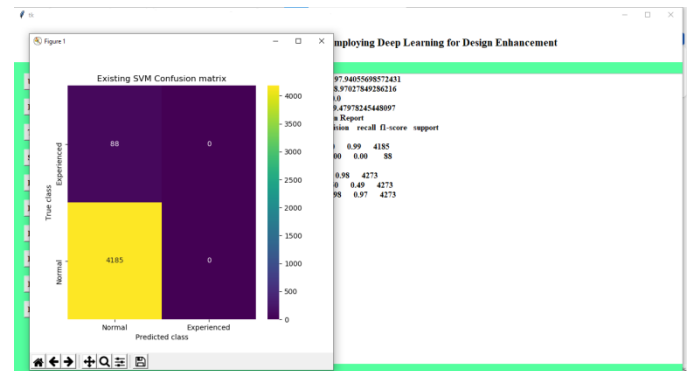 tk
Figure 1
mploying Deep Learning for Design Enhancement
Existing SVM Confusion matrix
97.94055698572431
8.97027849286216
.0
9.47978245448097
n Report
ision recall f1-score support
0.99 4185
00 0.00 88
0.98 4273
0 0.49 4273
98 0.97 4273
88
0
4185
0
Experienced
Normal
True class
Normal
Experienced
Predicted class
4000
3500
3000
2500
2000
1500
1000
500
0